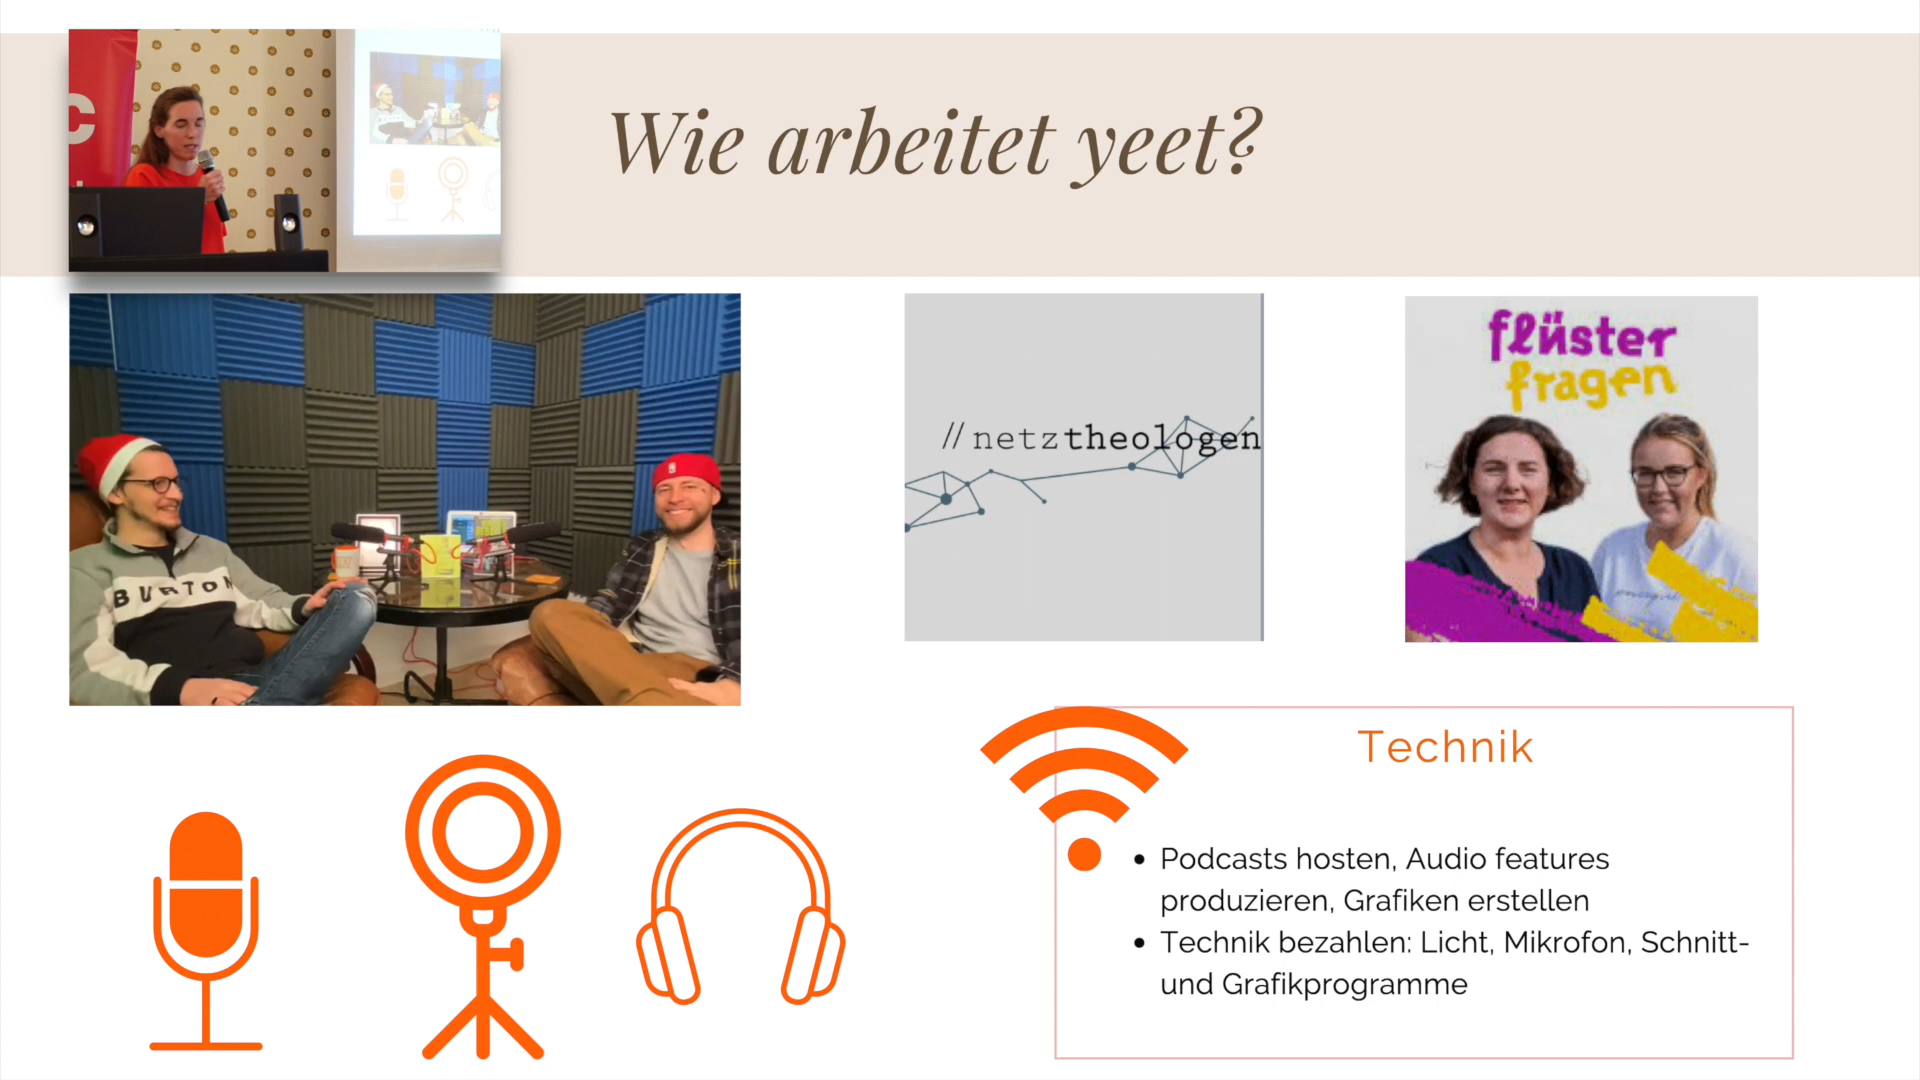 Wie arbeitet yeet?
BURTON
// netztheologen
flüster
fragen
Technik
• Podcasts hosten, Audio features
produzieren, Grafiken erstellen
• Technik bezahlen: Licht, Mikrofon, Schnitt-
und Grafikprogramme